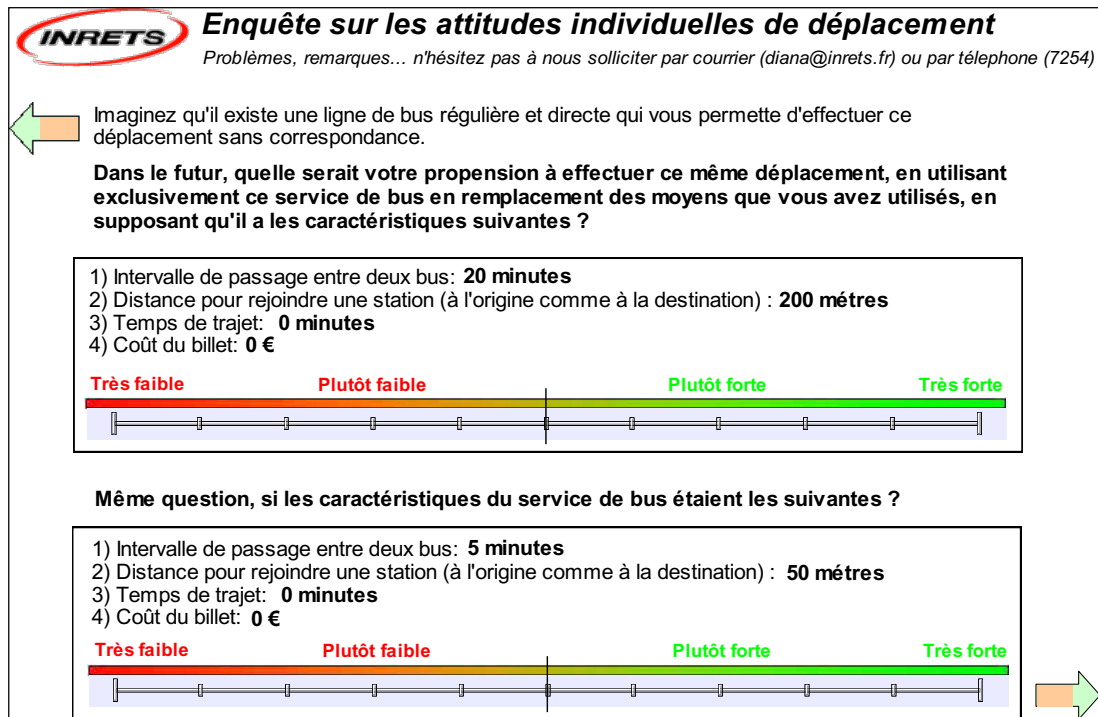 INRETS
Enquête sur les attitudes individuelles de déplacement
Problèmes, remarques... n'hésitez pas à nous solliciter par courrier (diana@inrets.fr) ou par télephone (7254)
Imaginez qu'il existe une ligne de bus régulière et directe qui vous permette d'effectuer ce
déplacement sans correspondance.
Dans le futur, quelle serait votre propension à effectuer ce même déplacement, en utilisant
exclusivement ce service de bus en remplacement des moyens que vous avez utilisés, en
supposant qu'il a les caractéristiques suivantes ?
1) Intervalle de passage entre deux bus: 20 minutes
2) Distance pour rejoindre une station (à l'origine comme à la destination) : 200 métres
3) Temps de trajet: 0 minutes
4) Coût du billet: 0 €
Très faible Plutôt faible Plutôt forte Très forte
Même question, si les caractéristiques du service de bus étaient les suivantes ?
1) Intervalle de passage entre deux bus: 5 minutes
2) Distance pour rejoindre une station (à l'origine comme à la destination) : 50 métres
3) Temps de trajet: 0 minutes
4) Coût du billet: 0 €
Très faible Plutôt faible Plutôt forte Très forte